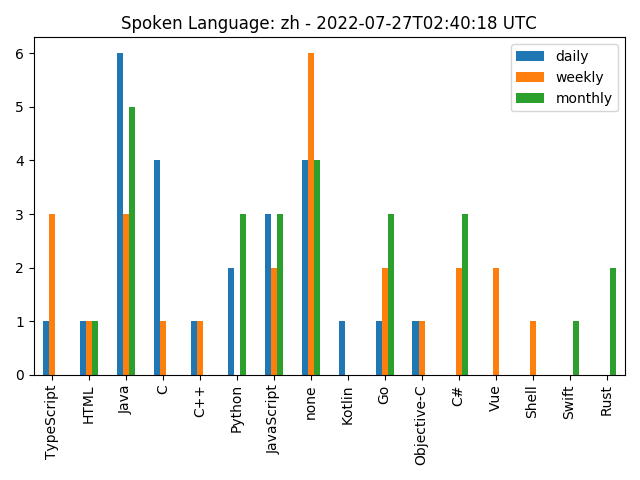 Spoken Language: zh - 2022-07-27T02:40:18 UTC
daily
weekly
monthly
6
5
4
3
2
1
0
TypeScript
HTML
Java
C
C++
Python
JavaScript
none
Kotlin
Go
Objective-C
C#
Vue
Shell
Swift
Rust